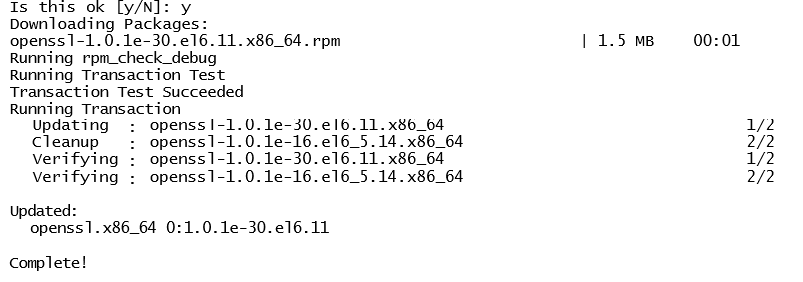 Is this ok [y/N]: y
Downloading Packages:
openssl-1.0.1e-30.el6.11.x86_64.rpm | 1.5 MB 00:01
Running rpm_check_debug
Running Transaction Test
Transaction Test Succeeded
Running Transaction
Updating : openssl-1.0.1e-30.el6.11.x86_64 1/2
Cleanup : openssl-1.0.1e-16.el6_5.14.x86_64 2/2
Verifying : openssl-1.0.1e-30.el6.11.x86_64 1/2
Verifying : openssl-1.0.1e-16.el6_5.14.x86_64 2/2
Updated:
openssl.x86_64 0:1.0.1e-30.el6.11
Complete!